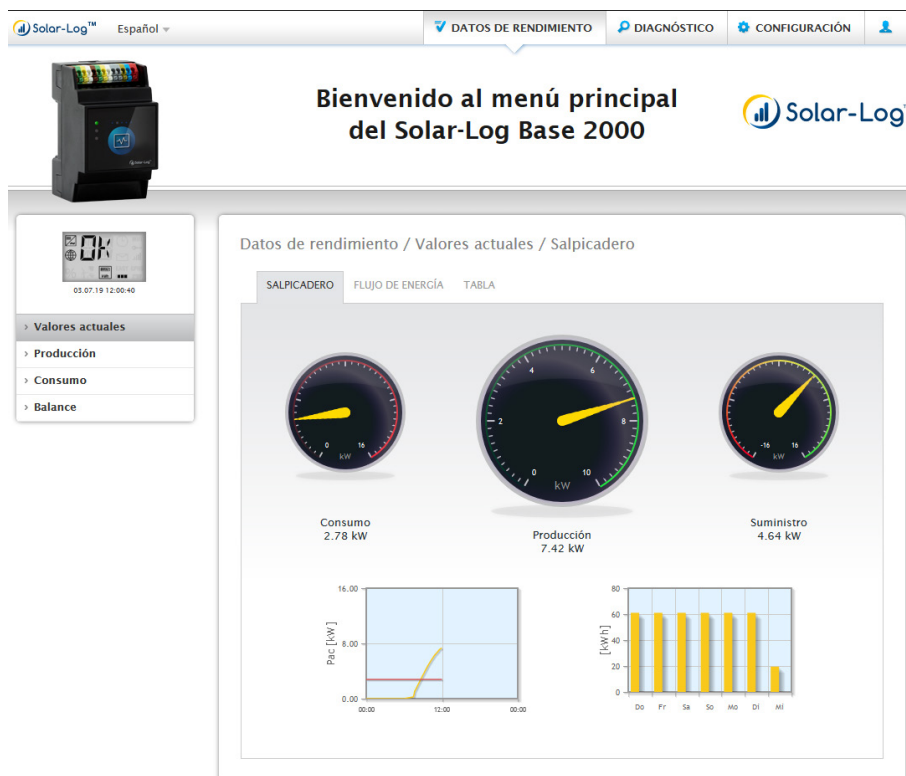 Solar-Log™
Español
DATOS DE RENDIMIENTO
DIAGNÓSTICO
CONFIGURACIÓN
Bienvenido al menú principal
del Solar-Log Base 2000
Solar-Log
OK
03.07.19 12:00:40
Valores actuales
Producción
Consumo
Balance
Datos de rendimiento / Valores actuales / Salpicadero
SALPICADERO FLUJO DE ENERGÍA TABLA
0 16
kW
Consumo
2.78 kW
4 6
2 8
0 10
kW
Producción
7.42 kW
-16 16
kW
Suministro
4.64 kW
Pac [kW]
16.00
8.00
0.00
00:00 12:00 00:00
[kWh]
80
60
40
20
0
Do Fr Sa So Mo Di Mi